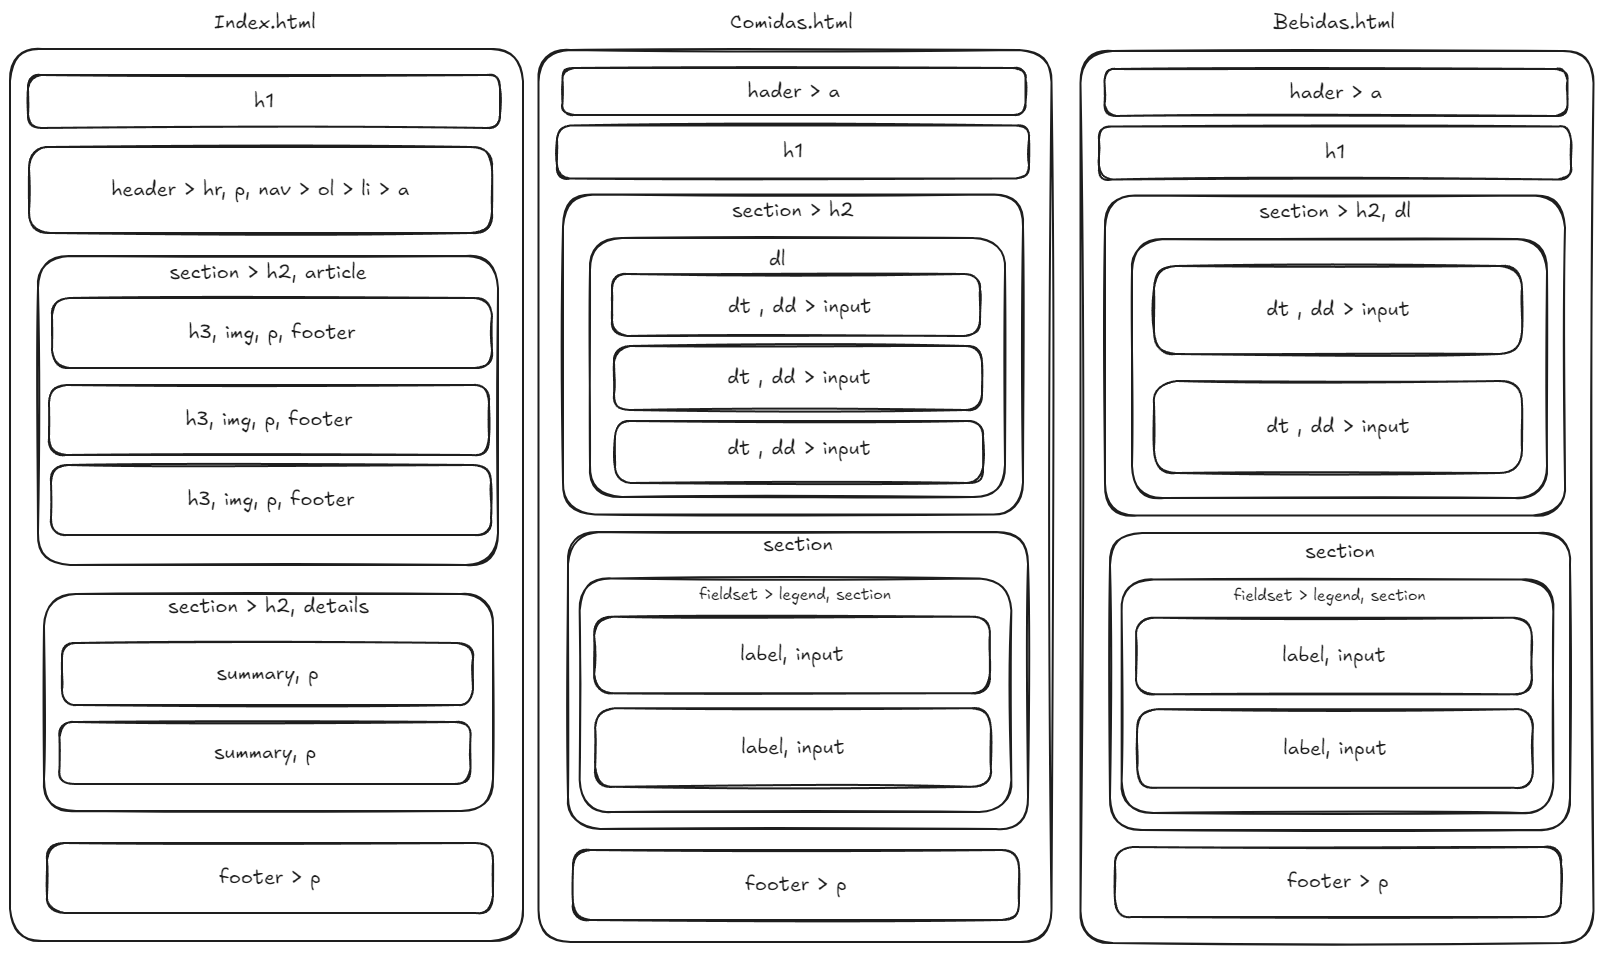 Index.html
h1
header > hr, p, nav > ol > li > a
section > h2, article
h3, img, p, footer
h3, img, p, footer
h3, img, p, footer
section > h2, details
summary, p
summary, p
footer > p
Comidas.html
hader > a
h1
section > h2
dl
dt , dd > input
dt , dd > input
dt , dd > input
section
fieldset > legend, section
label, input
label, input
footer > p
Bebidas.html
hader > a
h1
section > h2, dl
dt , dd > input
dt , dd > input
section
fieldset > legend, section
label, input
label, input
footer > p